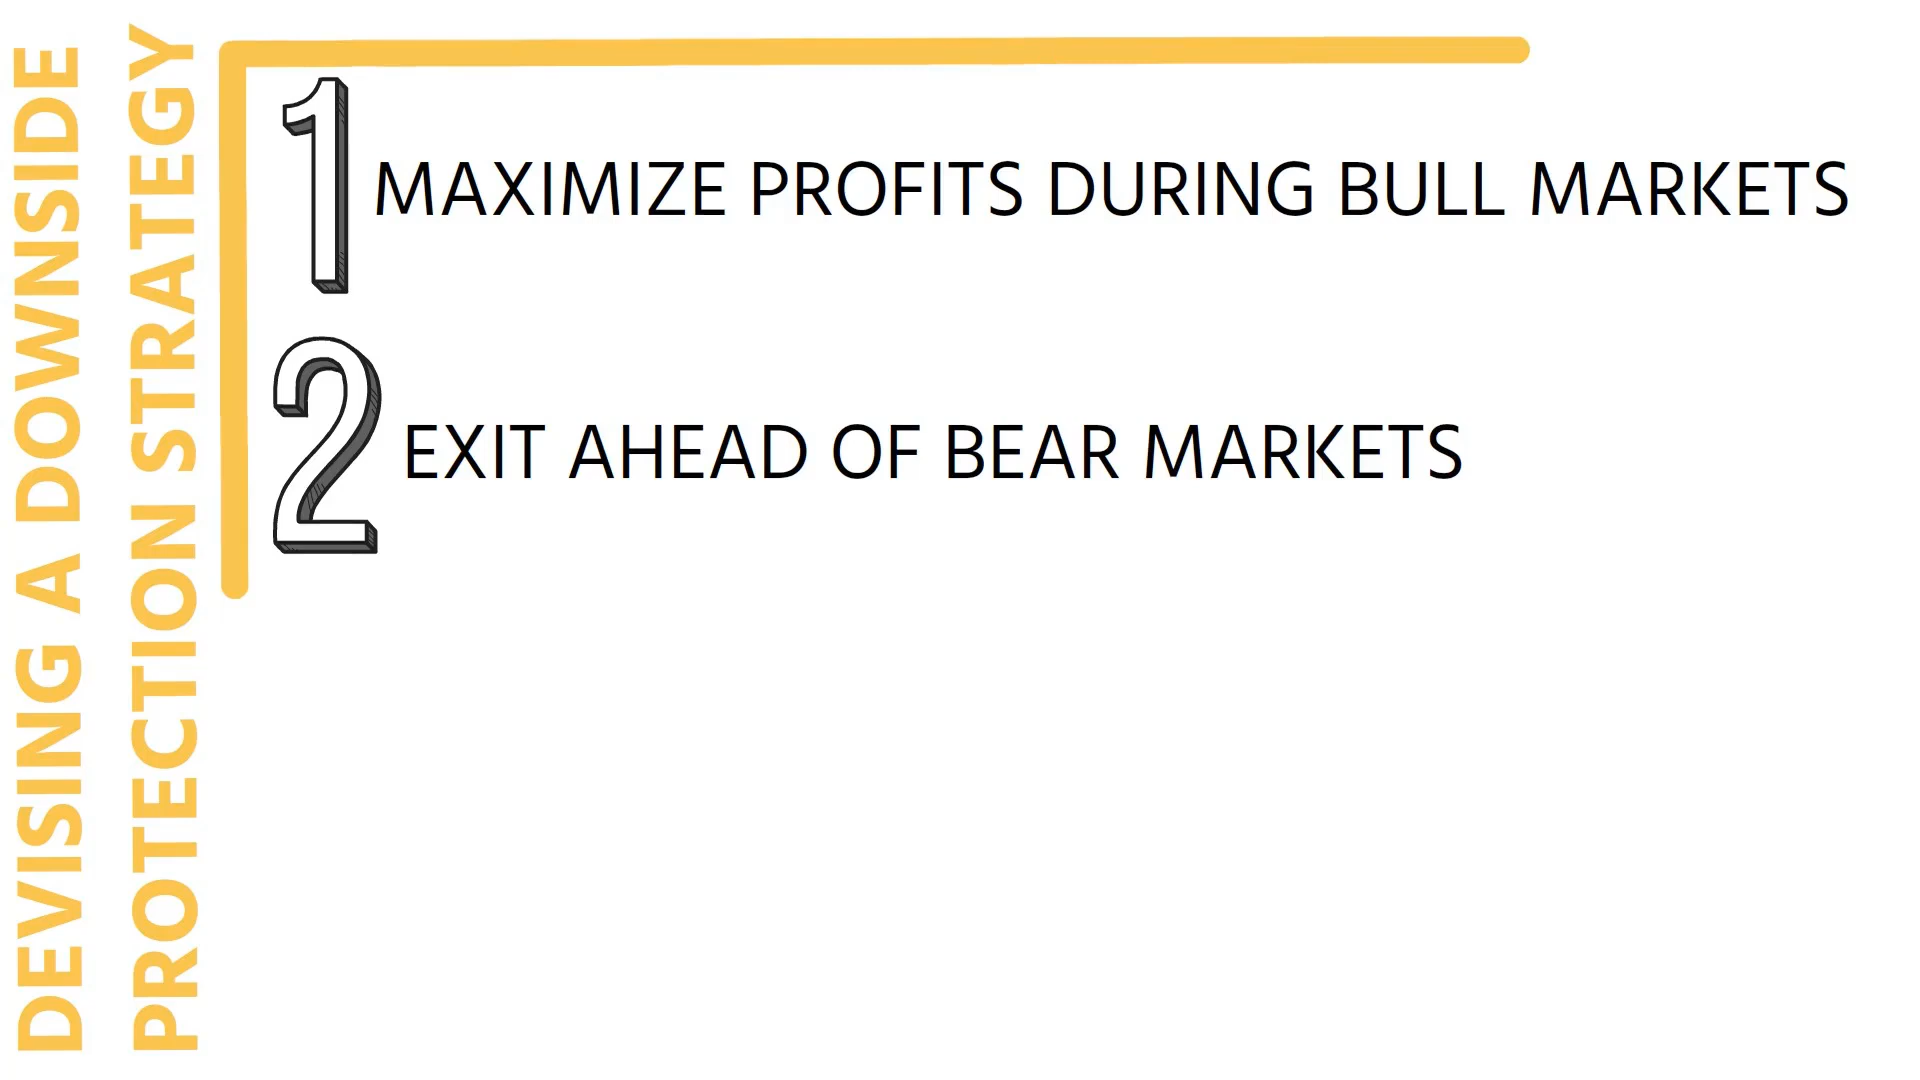 DEVISING A DOWNSIDE
PROTECTION STRATEGY
1 MAXIMIZE PROFITS DURING BULL MARKETS
2 EXIT AHEAD OF BEAR MARKETS